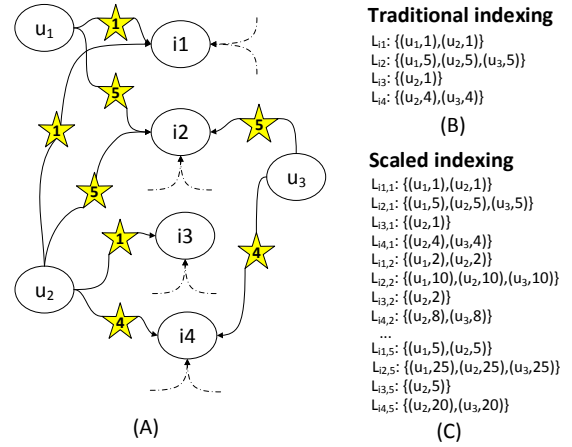 u1
1
i1
5
1
i2
5
5
u3
1
i3
4
u2
4
i4
(A)
Traditional indexing
Li1: {(u1,1),(u2,1)}
Li2: {(u1,5),(u2,5),(u3,5)}
Li3: {(u2,1)}
Li4: {(u2,4),(u3,4)}
(B)
Scaled indexing
Li1,1: {(u1,1),(u2,1)}
Li2,1: {(u1,5),(u2,5),(u3,5)}
Li3,1: {(u2,1)}
Li4,1: {(u2,4),(u3,4)}
Li1,2: {(u1,2),(u2,2)}
Li2,2: {(u1,10),(u2,10),(u3,10)}
Li3,2: {(u2,2)}
Li4,2: {(u2,8),(u3,8)}
...
Li1,5: {(u1,5),(u2,5)}
Li2,5: {(u1,25),(u2,25),(u3,25)}
Li3,5: {(u2,5)}
Li4,5: {(u2,20),(u3,20)}
(C)